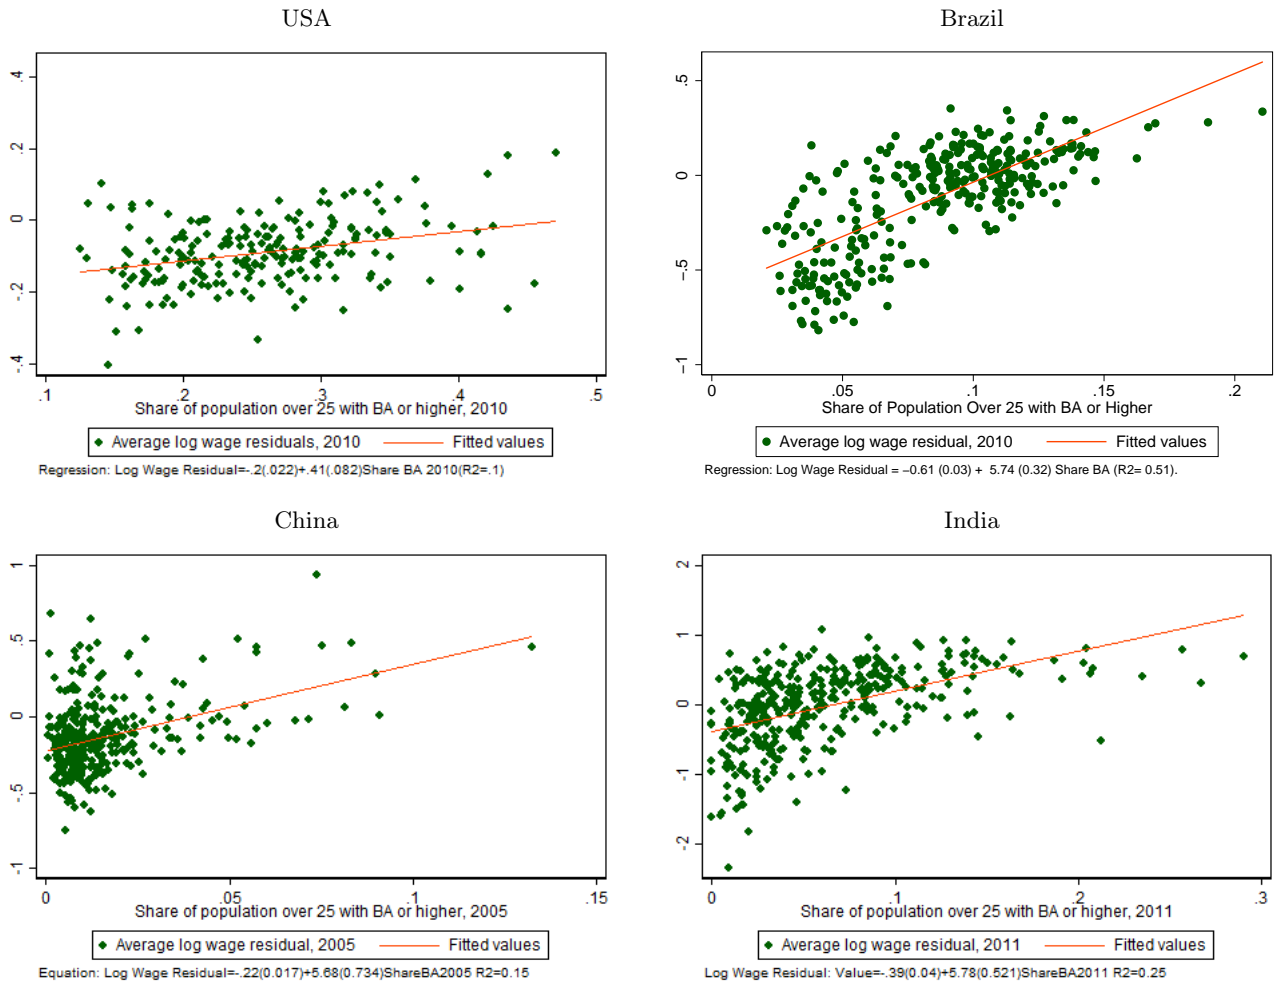 USA
.4
.2
0
-.2
-.4
.1 .2 .3 .4 .5
Share of population over 25 with BA or higher, 2010
Average log wage residuals, 2010 Fitted values
Regression: Log Wage Residual=-.2(.022)+.41(.082)Share BA 2010(R2=.1)
Brazil
.5
0
−.5
−1
0 .05 .1 .15 .2
Share of Population Over 25 with BA or Higher
Average log wage residual, 2010 Fitted values
Regression: Log Wage Residual = −0.61 (0.03) + 5.74 (0.32) Share BA (R2= 0.51).
China
1
.5
0
-.5
-1
0 .05 .1 .15
Share of population over 25 with BA or higher, 2005
Average log wage residual, 2005 Fitted values
Equation: Log Wage Residual=-.22(0.017)+5.68(0.734)ShareBA2005 R2=0.15
India
2
1
0
-1
-2
0 .1 .2 .3
Share of population over 25 with BA or higher, 2011
Average log wage residual, 2011 Fitted values
Log Wage Residual: Value=-.39(0.04)+5.78(0.521)ShareBA2011 R2=0.25